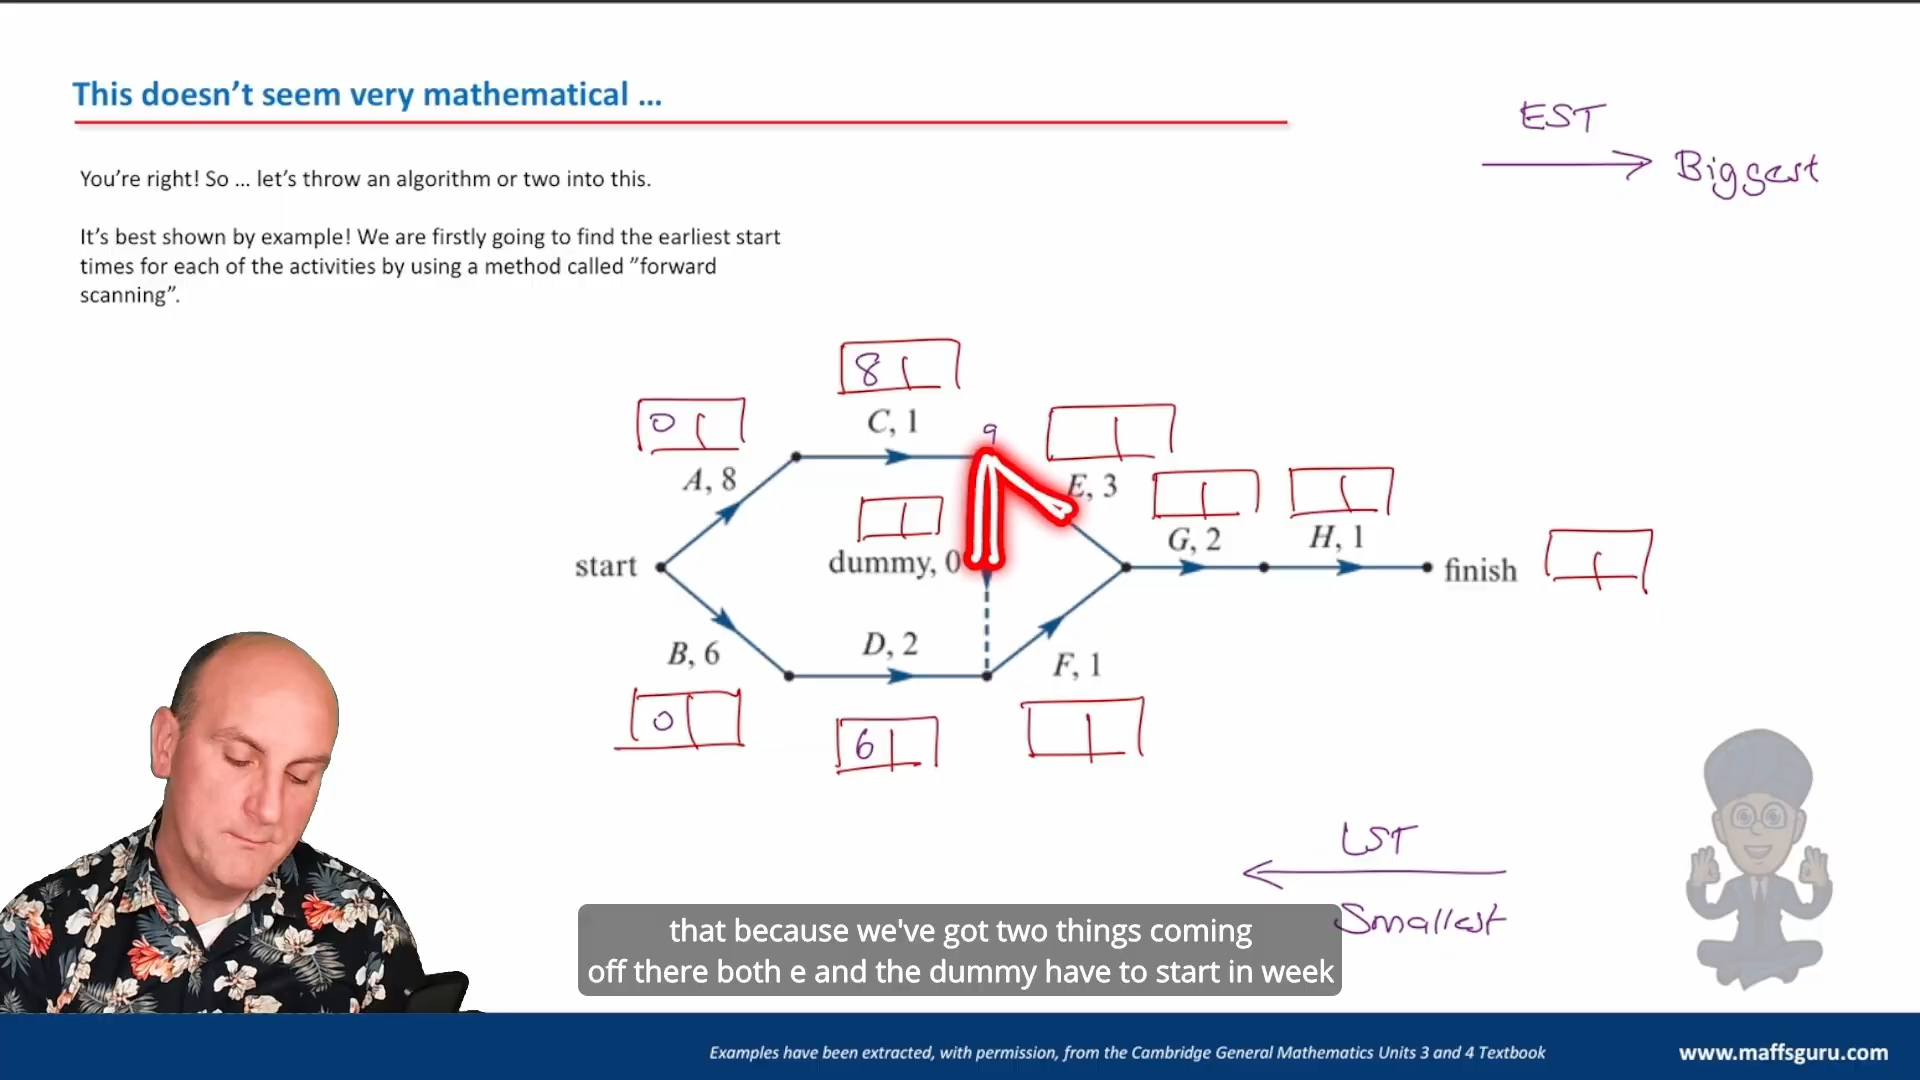 This doesn't seem very mathematical ...
EST
Biggest
You're right! So ... let's throw an algorithm or two into this.
It's best shown by example! We are firstly going to find the earliest start
times for each of the activities by using a method called "forward
scanning".
8
0
C, 1
9
A, 8
E, 3
start
dummy, 0
G, 2
H, 1
finish
B, 6
D, 2
F, 1
0
6
LST
Smallest
that because we've got two things coming
off there both e and the dummy have to start in week
Examples have been extracted, with permission, from the Cambridge General Mathematics Units 3 and 4 Textbook
www.maffsguru.com